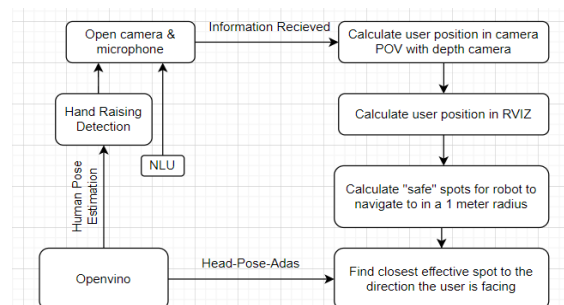 Open camera &
microphone
Information Recieved
Calculate user position in camera
POV with depth camera
Hand Raising
Detection
NLU
Calculate user position in RVIZ
Human Pose
Estimation
Calculate "safe" spots for robot to
navigate to in a 1 meter radius
Openvino
Head-Pose-Adas
Find closest effective spot to the
direction the user is facing